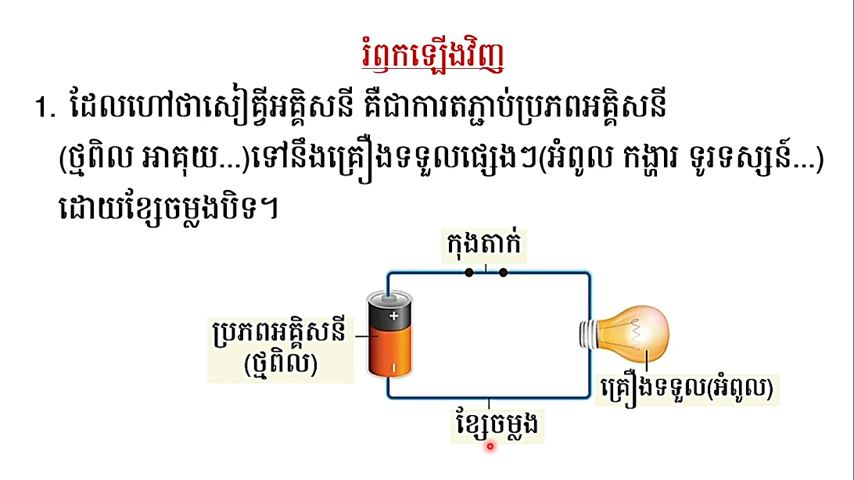 រំឭកឡើងវិញ
1. ដែលហៅថាសៀគ្វីអគ្គិសនី គឺជាការតភ្ជាប់ប្រភពអគ្គិសនី
(ថ្មពិល អាគុយ...)ទៅនឹងគ្រឿងទទួលផ្សេងៗ(អំពូល កង្ហារ ទូរទស្សន៍...)
ដោយខ្សែចម្លងបិទ។
កុងតាក់
ប្រភពអគ្គិសនី
(ថ្មពិល)
គ្រឿងទទួល(អំពូល)
ខ្សែចម្លង